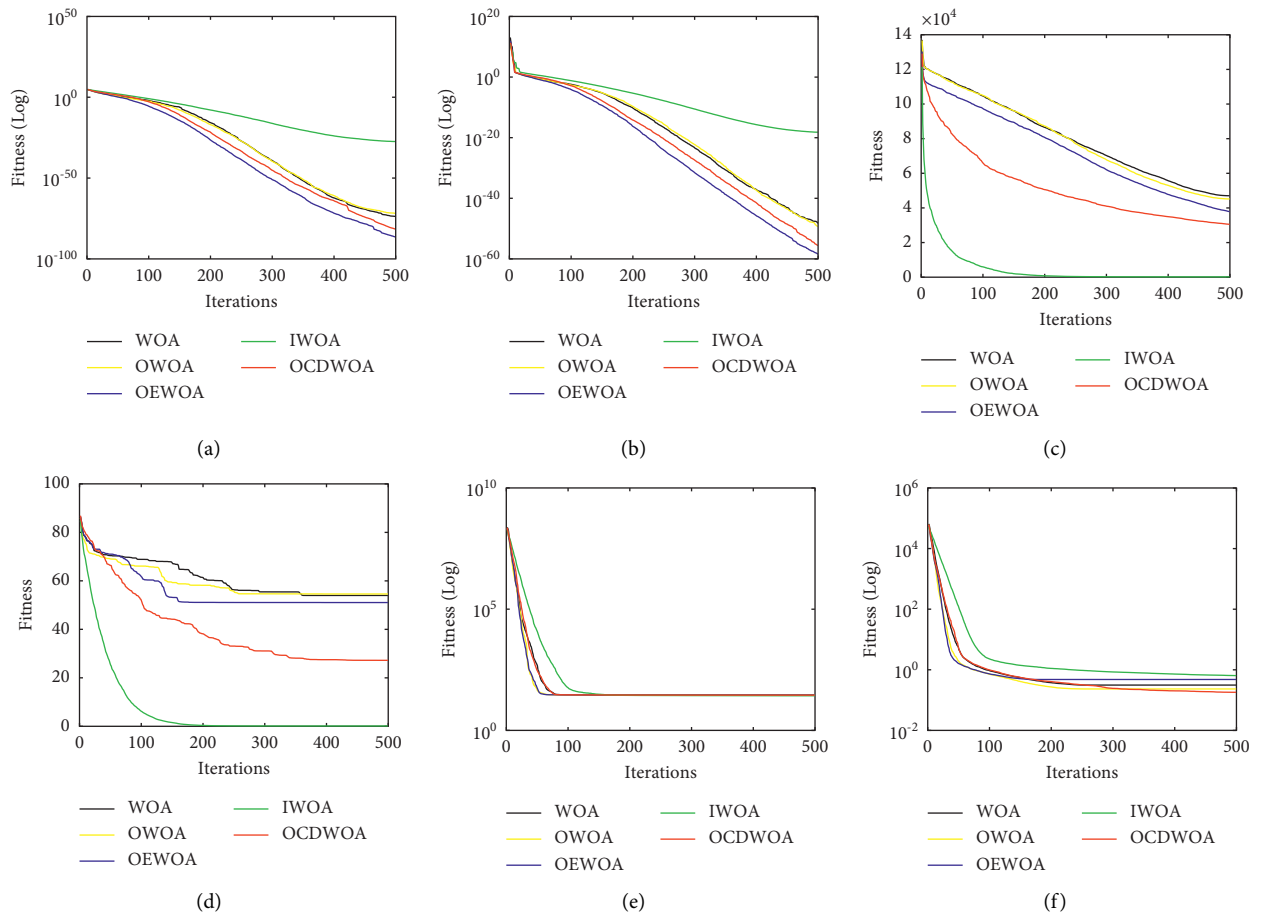 10^50
10^0
10^-50
10^-100
Fitness (Log)
0 100 200 300 400 500
Iterations
WOA IWOA
OWOA OCDWOA
OEWOA
(a)
10^20
10^0
10^-20
10^-40
10^-60
Fitness (Log)
0 100 200 300 400 500
Iterations
WOA IWOA
OWOA OCDWOA
OEWOA
(b)
×10^4
14
12
10
8
6
4
2
0
Fitness
0 100 200 300 400 500
Iterations
WOA IWOA
OWOA OCDWOA
OEWOA
(c)
100
80
60
40
20
0
Fitness
0 100 200 300 400 500
Iterations
WOA IWOA
OWOA OCDWOA
OEWOA
(d)
10^10
10^5
10^0
Fitness (Log)
0 100 200 300 400 500
Iterations
WOA IWOA
OWOA OCDWOA
OEWOA
(e)
10^6
10^4
10^2
10^0
10^-2
Fitness (Log)
0 100 200 300 400 500
Iterations
WOA IWOA
OWOA OCDWOA
OEWOA
(f)